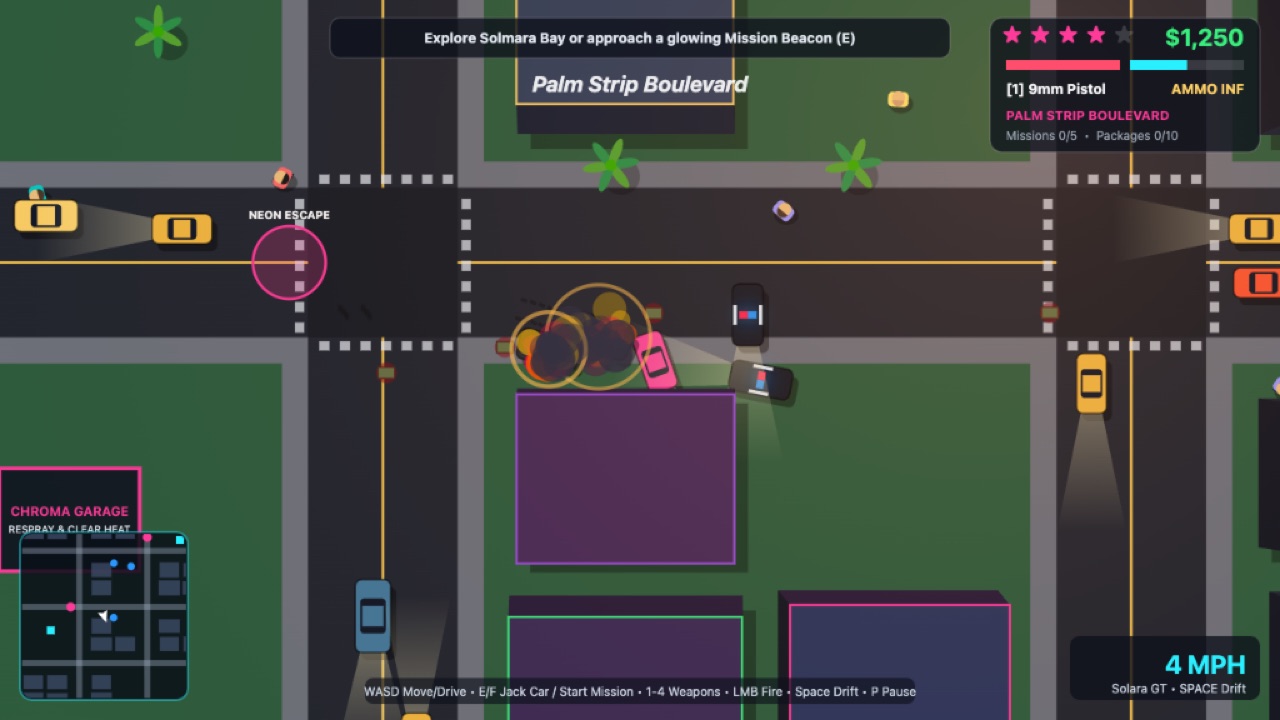 Explore Solmara Bay or approach a glowing Mission Beacon (E)
$1,250
[1] 9mm Pistol AMMO INF
PALM STRIP BOULEVARD
Missions 0/5 • Packages 0/10
Palm Strip Boulevard
NEON ESCAPE
CHROMA GARAGE
RESPRAY & CLEAR HEAT
WASD Move/Drive • E/F Jack Car / Start Mission • 1-4 Weapons • LMB Fire • Space Drift • P Pause
4 MPH
Solara GT • SPACE Drift